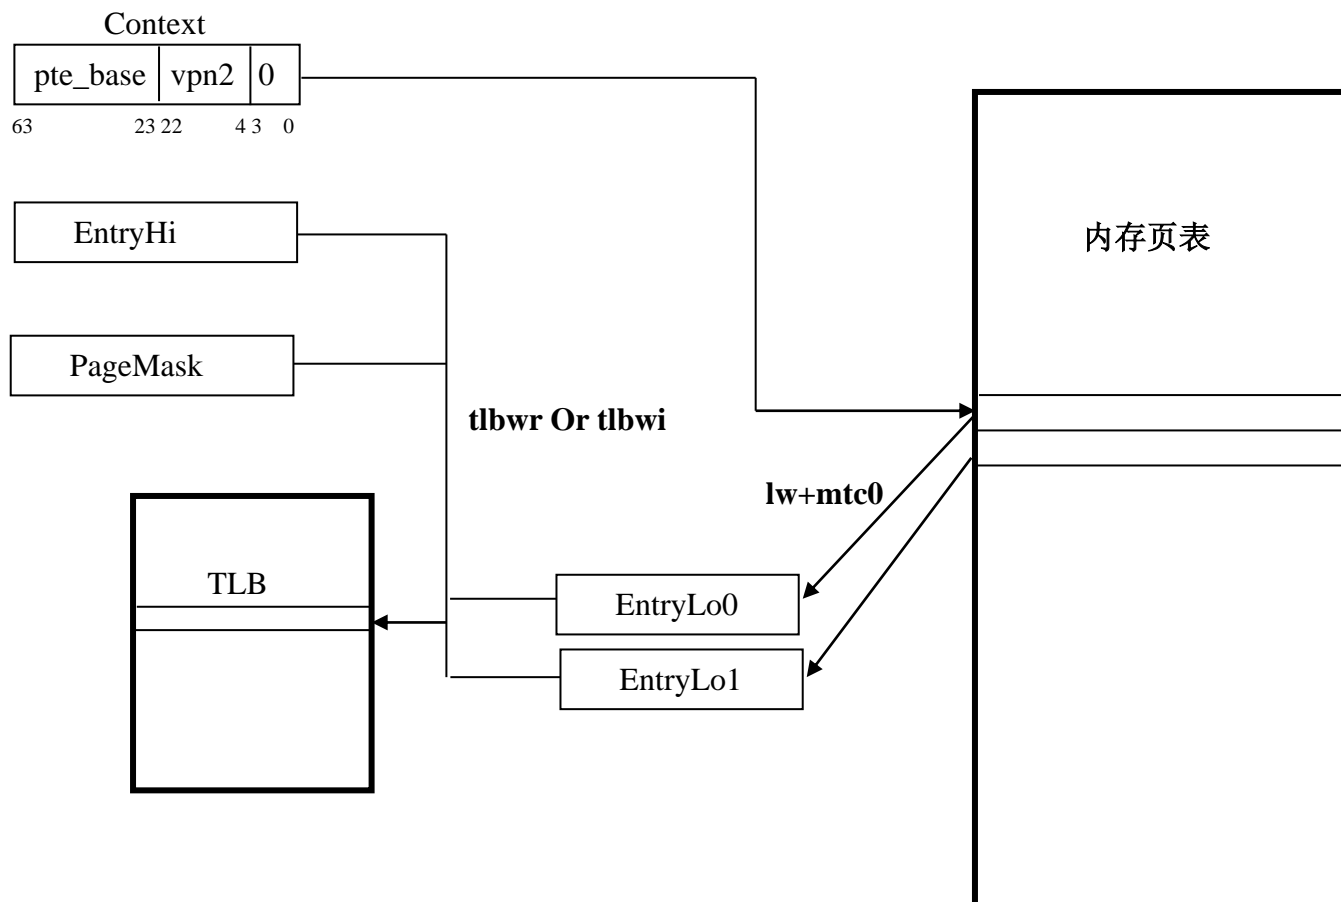 Context
pte_base vpn2 0
63 23 22 4 3 0
EntryHi
内存页表
PageMask
tlbwr Or tlbwi
lw+mtc0
TLB
EntryLo0
EntryLo1